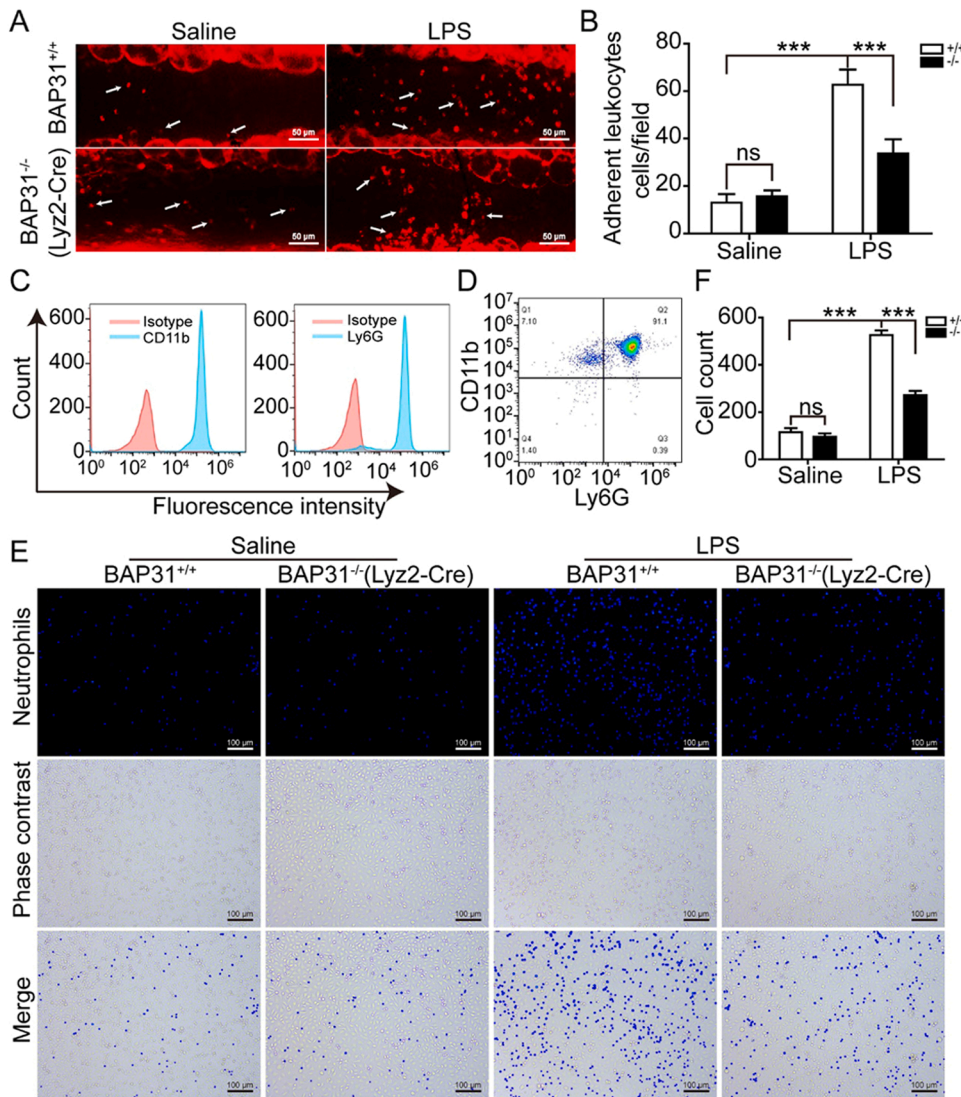 A
Saline
LPS
BAP31+/+
BAP31-/-
(Lyz2-Cre)
50 μm
50 μm
50 μm
50 μm
B
Adherent leukocytes
cells/field
80
60
40
20
0
ns
***
***
+/+
-/-
Saline
LPS
C
Count
600
400
200
0
Isotype
CD11b
10^0 10^2 10^4 10^6
600
400
200
0
Isotype
Ly6G
10^0 10^2 10^4 10^6
Fluorescence intensity
D
CD11b
10^7
10^6
10^5
10^4
10^3
10^2
10^1
10^0
Q1
7.10
Q2
91.1
Q4
1.40
Q3
0.39
10^0 10^2 10^4 10^6
Ly6G
F
Cell count
600
400
200
0
ns
***
***
+/+
-/-
Saline
LPS
E
Saline
LPS
BAP31+/+
BAP31-/-(Lyz2-Cre)
BAP31+/+
BAP31-/-(Lyz2-Cre)
Neutrophils
100 μm
100 μm
100 μm
100 μm
Phase contrast
100 μm
100 μm
100 μm
100 μm
Merge
100 μm
100 μm
100 μm
100 μm